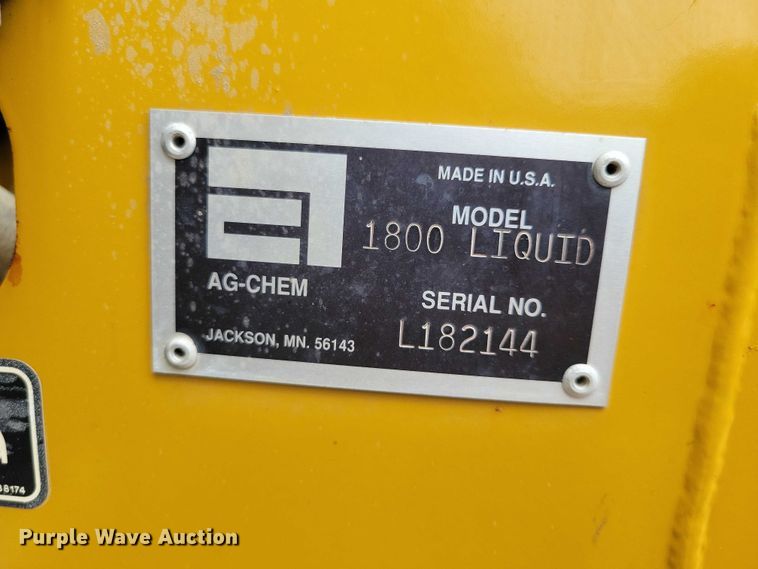 MADE IN U.S.A.
MODEL
1800 LIQUID
AG-CHEM
SERIAL NO.
JACKSON, MN. 56143
L182144
Purple Wave Auction